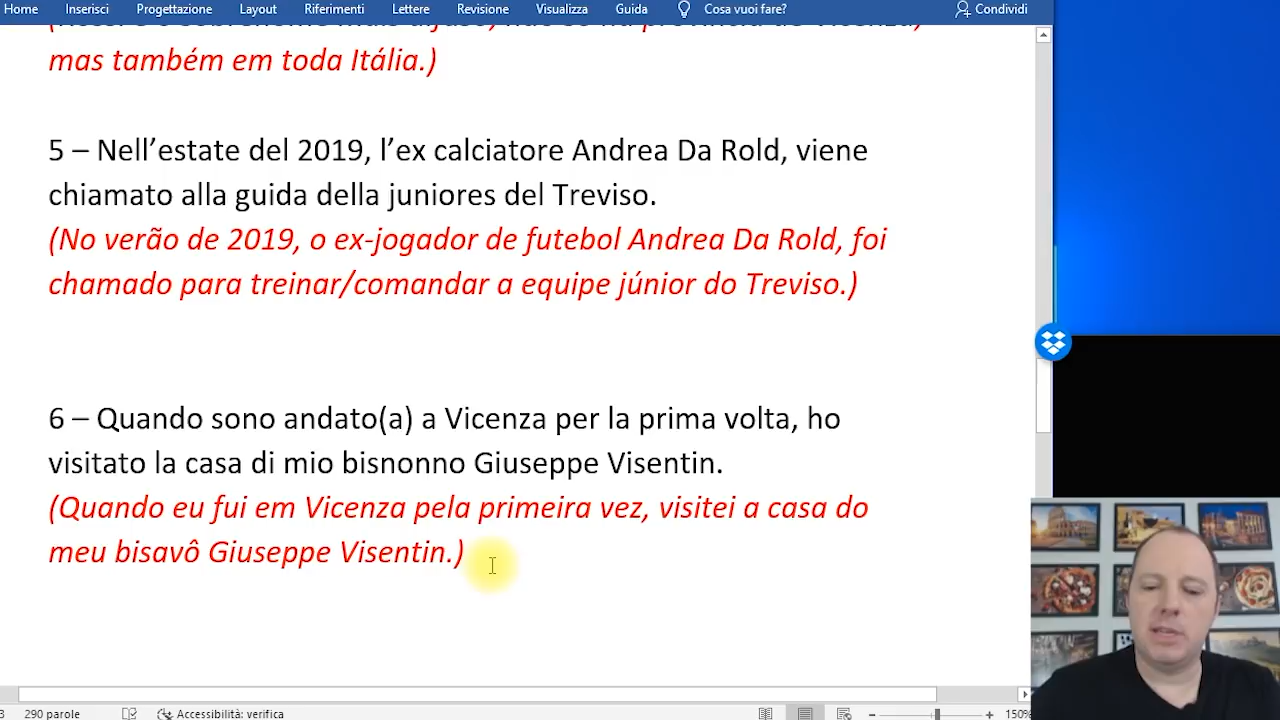 Home Inserisci Progettazione Layout Riferimenti Lettere Revisione Visualizza Guida Cosa vuoi fare? Condividi
mas também em toda Itália.)
5 – Nell’estate del 2019, l’ex calciatore Andrea Da Rold, viene
chiamato alla guida della juniores del Treviso.
(No verão de 2019, o ex-jogador de futebol Andrea Da Rold, foi
chamado para treinar/comandar a equipe júnior do Treviso.)
6 – Quando sono andato(a) a Vicenza per la prima volta, ho
visitato la casa di mio bisnonno Giuseppe Visentin.
(Quando eu fui em Vicenza pela primeira vez, visitei a casa do
meu bisavô Giuseppe Visentin.)
3 290 parole Accessibilità: verifica 150%